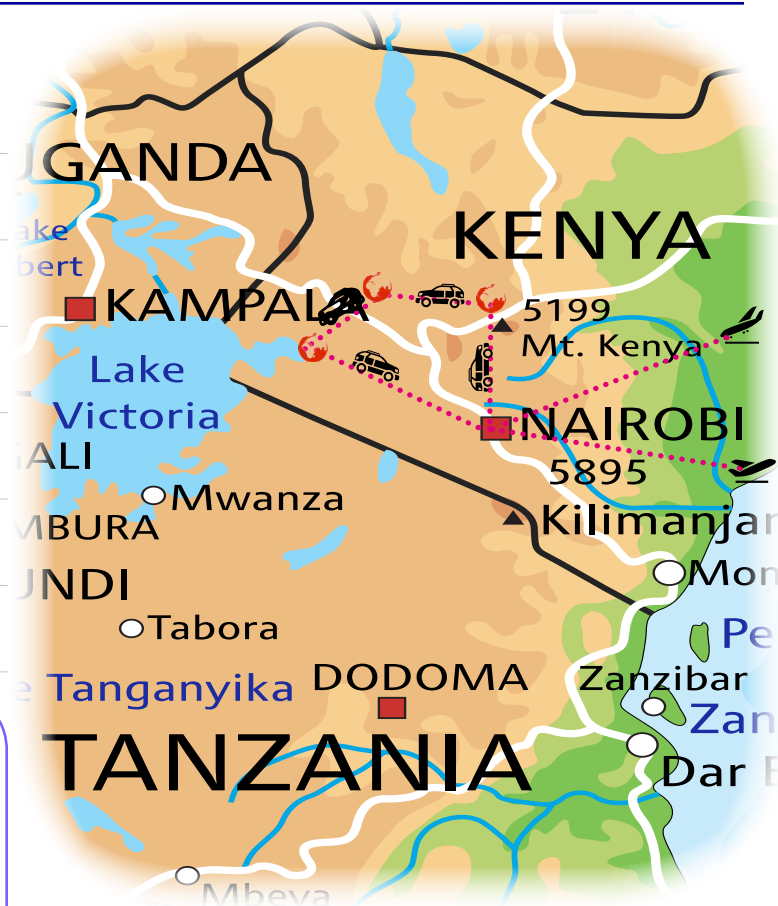 UGANDA
KENYA
ake
bert
KAMPALA
5199
Mt. Kenya
Lake
Victoria
NAIROBI
GALI
5895
Mwanza
Kilimanjar
MBURA
UNDI
Mon
Tabora
Pe
e Tanganyika
DODOMA
Zanzibar
Zan
TANZANIA
Dar E
Mbeya